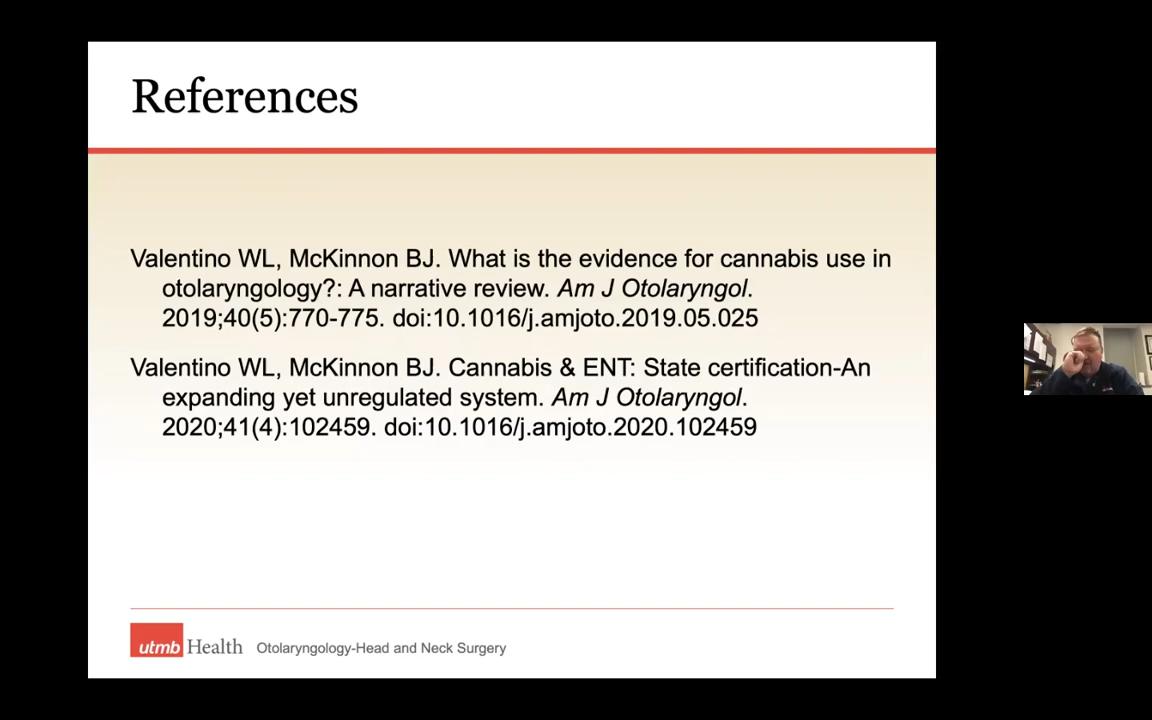 References
Valentino WL, McKinnon BJ. What is the evidence for cannabis use in
otolaryngology?: A narrative review. Am J Otolaryngol.
2019;40(5):770-775. doi:10.1016/j.amjoto.2019.05.025
Valentino WL, McKinnon BJ. Cannabis & ENT: State certification-An
expanding yet unregulated system. Am J Otolaryngol.
2020;41(4):102459. doi:10.1016/j.amjoto.2020.102459
utmb Health Otolaryngology-Head and Neck Surgery